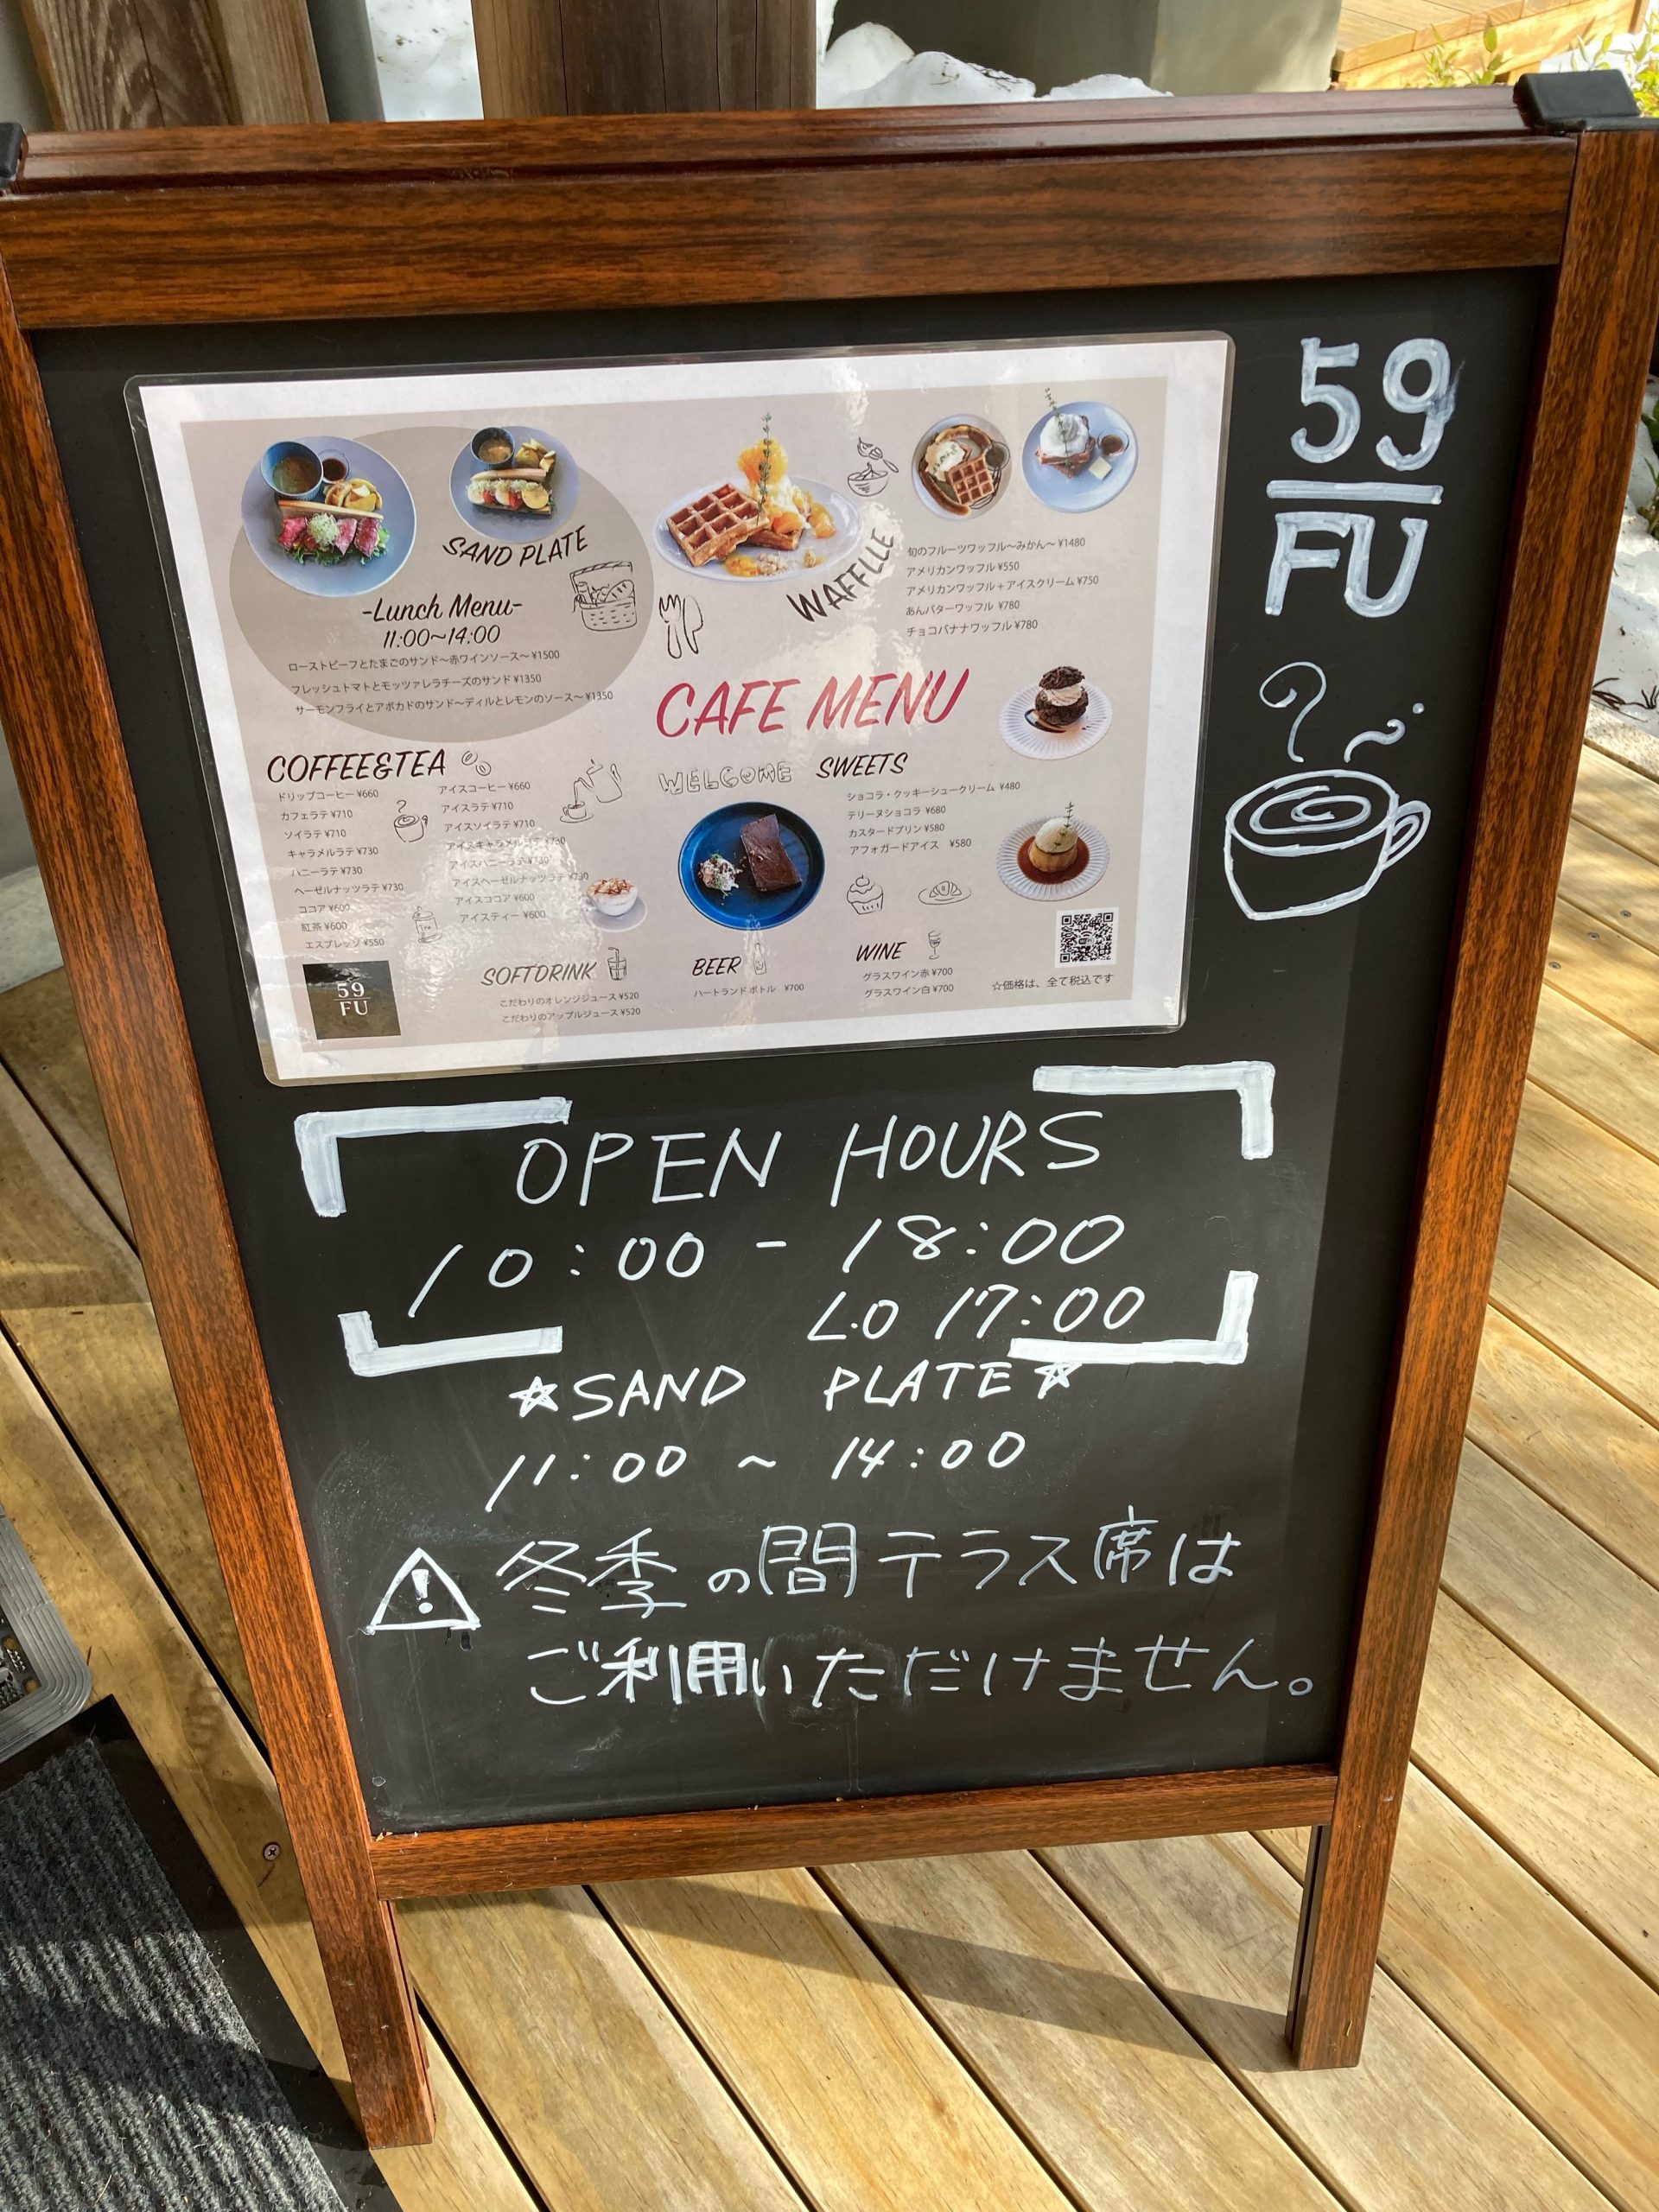 59
FU
SAND PLATE
-Lunch Menu-
11:00~14:00
ローストビーフとたまごのサンド～赤ワインソース～ ¥1500
フレッシュトマトとモッツァレラチーズのサンド ¥1350
サーモンフライとアボカドのサンド～ディルとレモンのソース～ ¥1350
WAFFLLE
旬のフルーツワッフル～みかん～ ¥1480
アメリカンワッフル ¥550
アメリカンワッフル＋アイスクリーム ¥750
あんバターワッフル ¥780
チョコバナナワッフル ¥780
CAFE MENU
WELCOME
COFFEE&TEA
ドリップコーヒー ¥660
カフェラテ ¥710
ソイラテ ¥710
キャラメルラテ ¥730
ハニーラテ ¥730
ヘーゼルナッツラテ ¥730
ココア ¥600
紅茶 ¥600
エスプレッソ ¥550
アイスコーヒー ¥660
アイスラテ ¥710
アイスソイラテ ¥710
アイスキャラメルラテ ¥730
アイスハニーラテ ¥730
アイスヘーゼルナッツラテ ¥730
アイスココア ¥600
アイスティー ¥600
SWEETS
ショコラ・クッキーシュークリーム ¥480
テリーヌショコラ ¥680
カスタードプリン ¥580
アフォガードアイス ¥580
59
FU
SOFTDRINK
こだわりのオレンジジュース ¥520
こだわりのアップルジュース ¥520
BEER
ハートランド ボトル ¥700
WINE
グラスワイン赤 ¥700
グラスワイン白 ¥700
☆価格は、全て税込です
OPEN HOURS
10:00 - 18:00
L.O 17:00
☆SAND PLATE☆
11:00 ~ 14:00
⚠冬季の間テラス席は
ご利用いただけません。